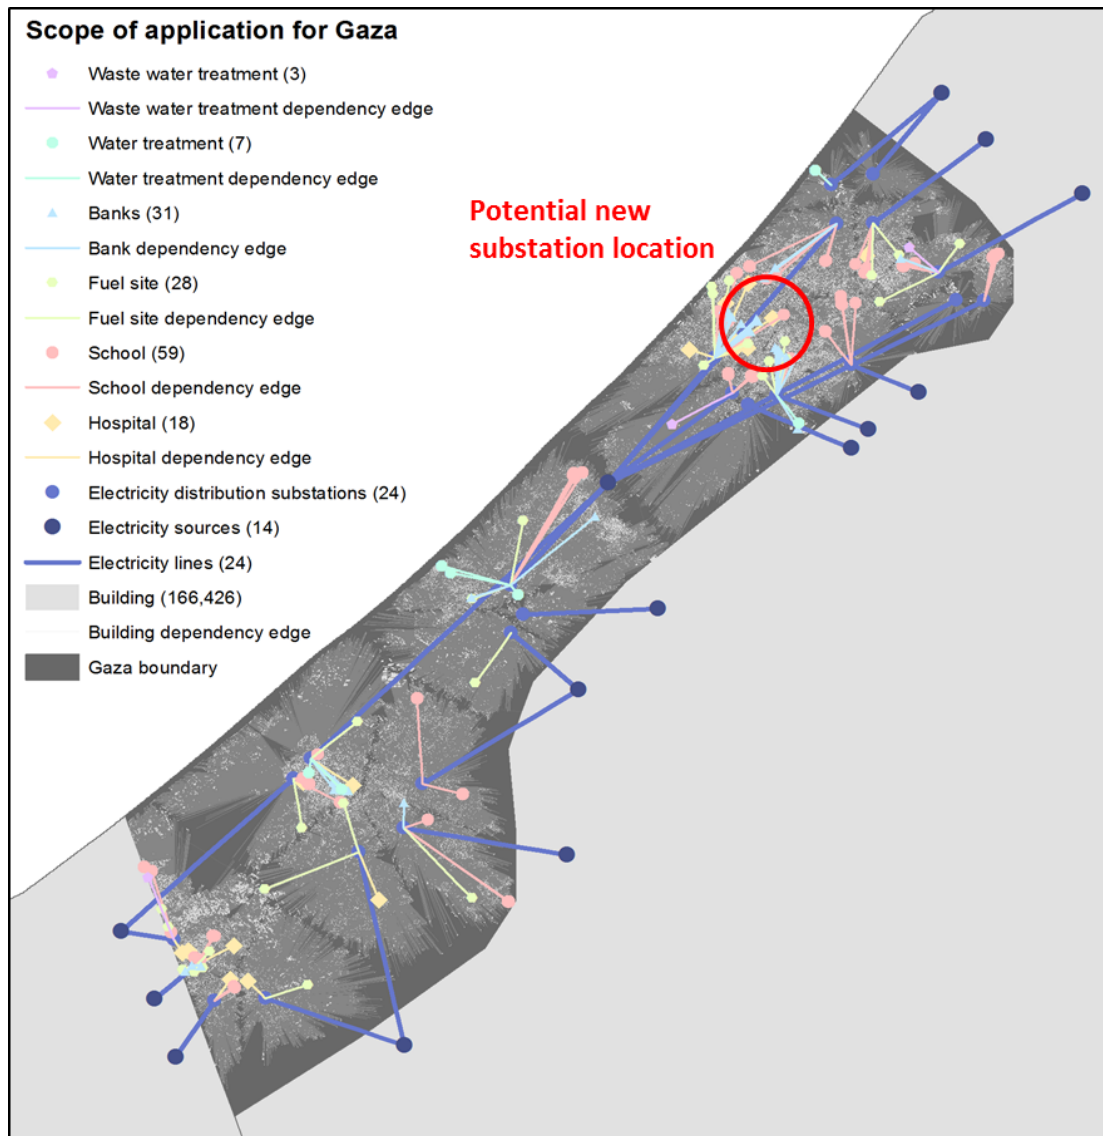 Scope of application for Gaza
Waste water treatment (3)
Waste water treatment dependency edge
Water treatment (7)
Water treatment dependency edge
Banks (31)
Bank dependency edge
Fuel site (28)
Fuel site dependency edge
School (59)
School dependency edge
Hospital (18)
Hospital dependency edge
Electricity distribution substations (24)
Electricity sources (14)
Electricity lines (24)
Building (166,426)
Building dependency edge
Gaza boundary
Potential new
substation location